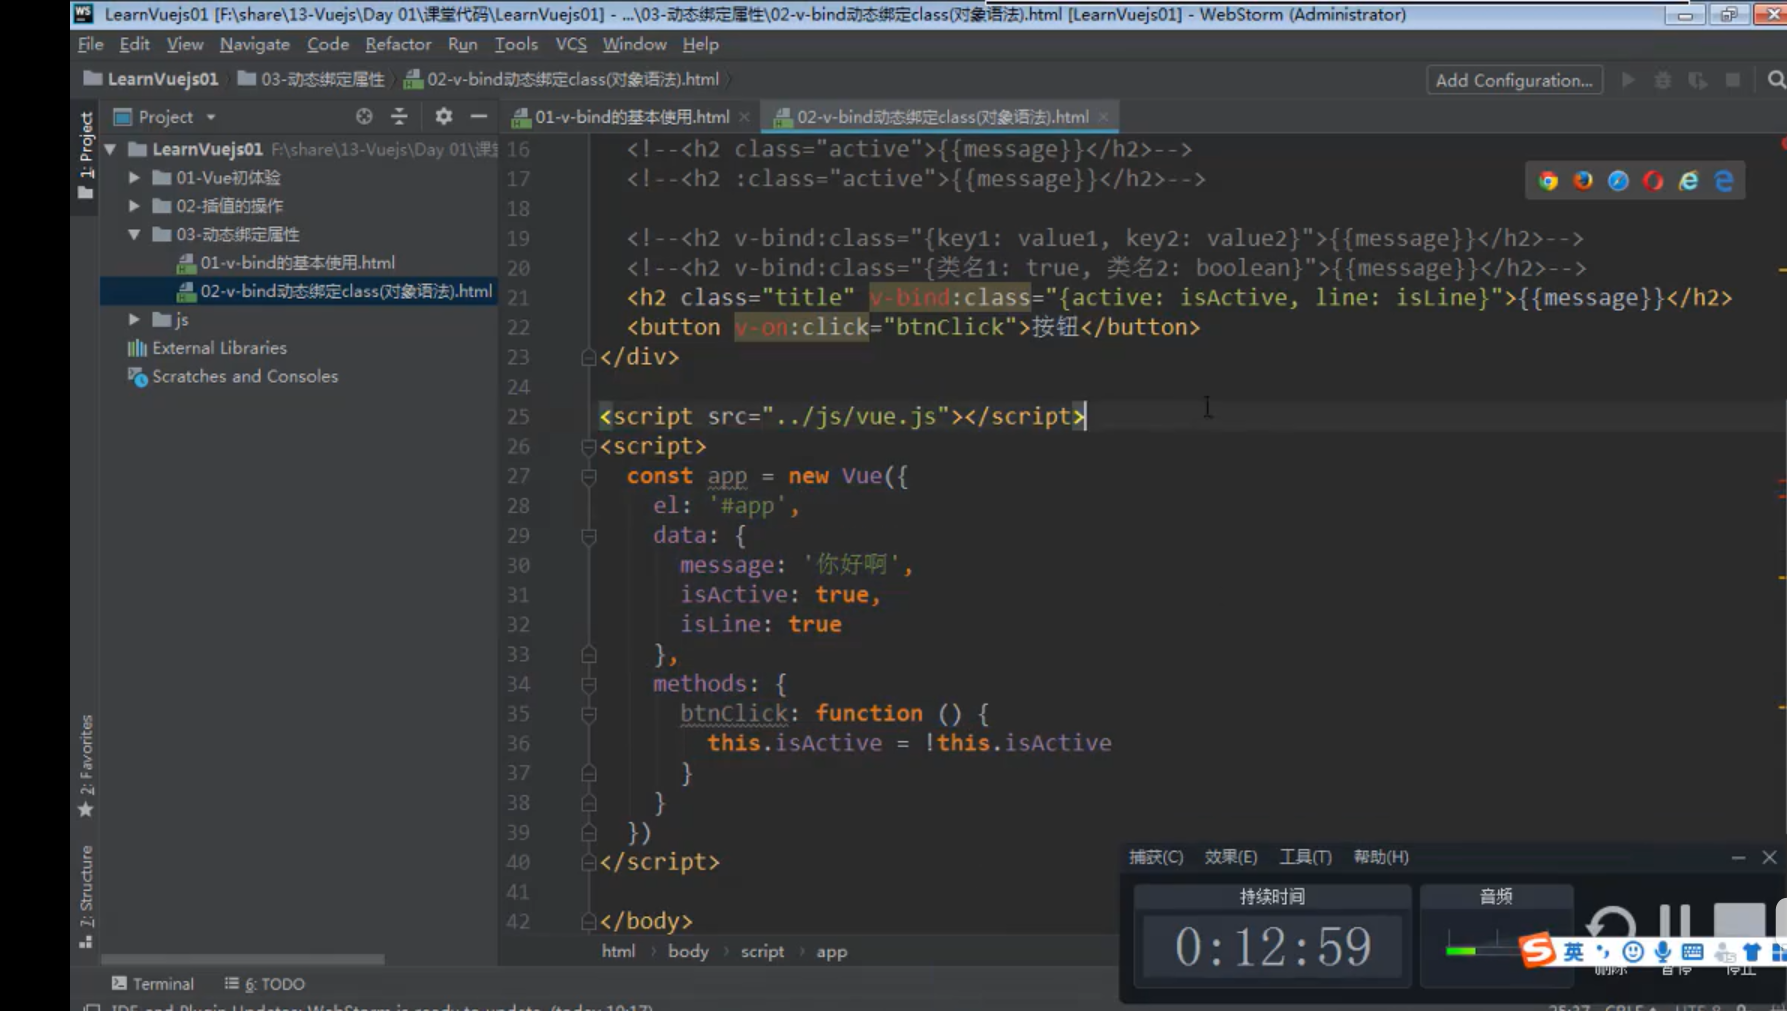 LearnVuejs01 [F:\share\13-Vuejs\Day 01\课堂代码\LearnVuejs01] - ...\03-动态绑定属性\02-v-bind动态绑定class(对象语法).html [LearnVuejs01] - WebStorm (Administrator)
File Edit View Navigate Code Refactor Run Tools VCS Window Help
LearnVuejs01 03-动态绑定属性 02-v-bind动态绑定class(对象语法).html Add Configuration...
Project 01-v-bind的基本使用.html 02-v-bind动态绑定class(对象语法).html
1: Project
LearnVuejs01 F:\share\13-Vuejs\Day 01\课
01-Vue初体验
02-插值的操作
03-动态绑定属性
01-v-bind的基本使用.html
02-v-bind动态绑定class(对象语法).html
js
External Libraries
Scratches and Consoles
2: Favorites
7: Structure
16 <!--<h2 class="active">{{message}}</h2>-->
17 <!--<h2 :class="active">{{message}}</h2>-->
18
19 <!--<h2 v-bind:class="{key1: value1, key2: value2}">{{message}}</h2>-->
20 <!--<h2 v-bind:class="{类名1: true, 类名2: boolean}">{{message}}</h2>-->
21 <h2 class="title" v-bind:class="{active: isActive, line: isLine}">{{message}}</h2>
22 <button v-on:click="btnClick">按钮</button>
23 </div>
24
25 <script src="../js/vue.js"></script>
26 <script>
27 const app = new Vue({
28 el: '#app',
29 data: {
30 message: '你好啊',
31 isActive: true,
32 isLine: true
33 },
34 methods: {
35 btnClick: function () {
36 this.isActive = !this.isActive
37 }
38 }
39 })
40 </script>
41
42 </body>
html body script app
捕获(C) 效果(E) 工具(T) 帮助(H)
持续时间 音频
0:12:59
英
Terminal 6: TODO
IDE and Plugin Updates: WebStorm is ready to update. (today 10:17)